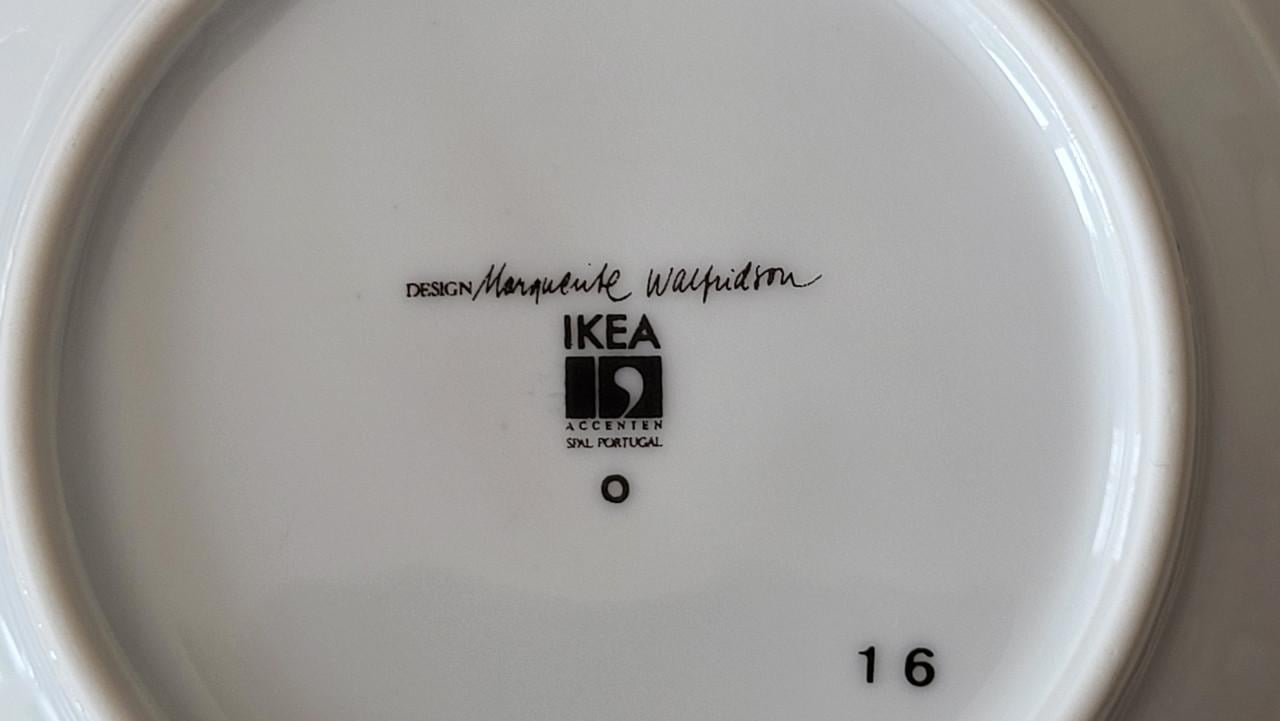 DESIGN Marguerite Walfridson
IKEA
ACCENTEN
SPAL PORTUGAL
O
16